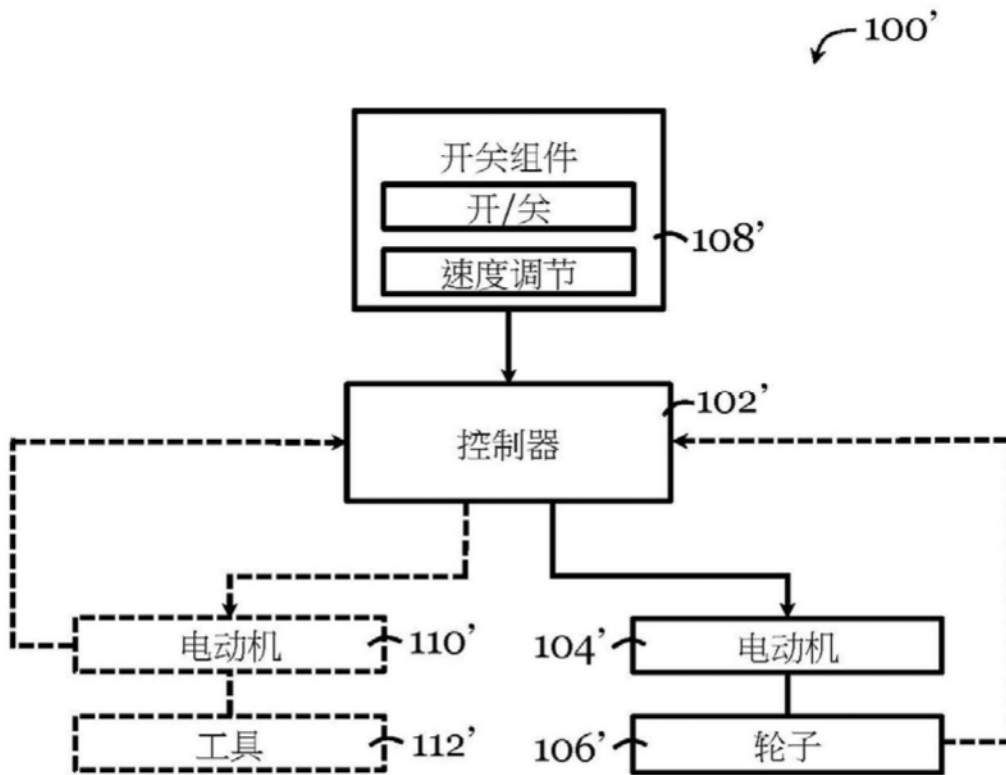 100’
开关组件
开/关
108’
速度调节
102’
控制器
电动机
110’
104’
电动机
工具
112’
106’
轮子